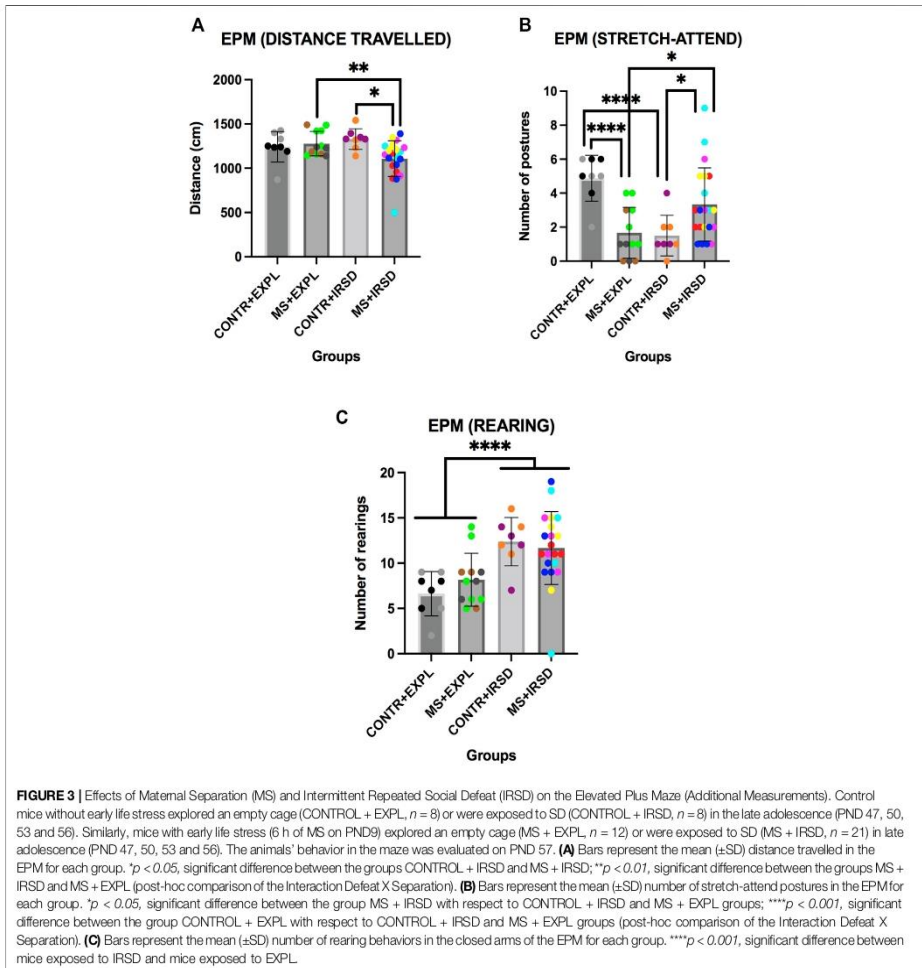 A
EPM (DISTANCE TRAVELLED)
**
*
2000
1500
1000
500
0
Distance (cm)
CONTR+EXPL
MS+EXPL
CONTR+IRSD
MS+IRSD
Groups
B
EPM (STRETCH-ATTEND)
*
*
****
****
10
8
6
4
2
0
Number of postures
CONTR+EXPL
MS+EXPL
CONTR+IRSD
MS+IRSD
Groups
C
EPM (REARING)
****
20
15
10
5
0
Number of rearings
CONTR+EXPL
MS+EXPL
CONTR+IRSD
MS+IRSD
Groups
FIGURE 3 | Effects of Maternal Separation (MS) and Intermittent Repeated Social Defeat (IRSD) on the Elevated Plus Maze (Additional Measurements). Control
mice without early life stress explored an empty cage (CONTROL + EXPL, n = 8) or were exposed to SD (CONTROL + IRSD, n = 8) in the late adolescence (PND 47, 50,
53 and 56). Similarly, mice with early life stress (6 h of MS on PND9) explored an empty cage (MS + EXPL, n = 12) or were exposed to SD (MS + IRSD, n = 21) in late
adolescence (PND 47, 50, 53 and 56). The animals' behavior in the maze was evaluated on PND 57. (A) Bars represent the mean (±SD) distance travelled in the
EPM for each group. *p < 0.05, significant difference between the groups CONTROL + IRSD and MS + IRSD; **p < 0.01, significant difference between the groups MS +
IRSD and MS + EXPL (post-hoc comparison of the Interaction Defeat X Separation). (B) Bars represent the mean (±SD) number of stretch-attend postures in the EPM for
each group. *p < 0.05, significant difference between the group MS + IRSD with respect to CONTROL + IRSD and MS + EXPL groups; ****p < 0.001, significant
difference between the group CONTROL + EXPL with respect to CONTROL + IRSD and MS + EXPL groups (post-hoc comparison of the Interaction Defeat X
Separation). (C) Bars represent the mean (±SD) number of rearing behaviors in the closed arms of the EPM for each group. ****p < 0.001, significant difference between
mice exposed to IRSD and mice exposed to EXPL.